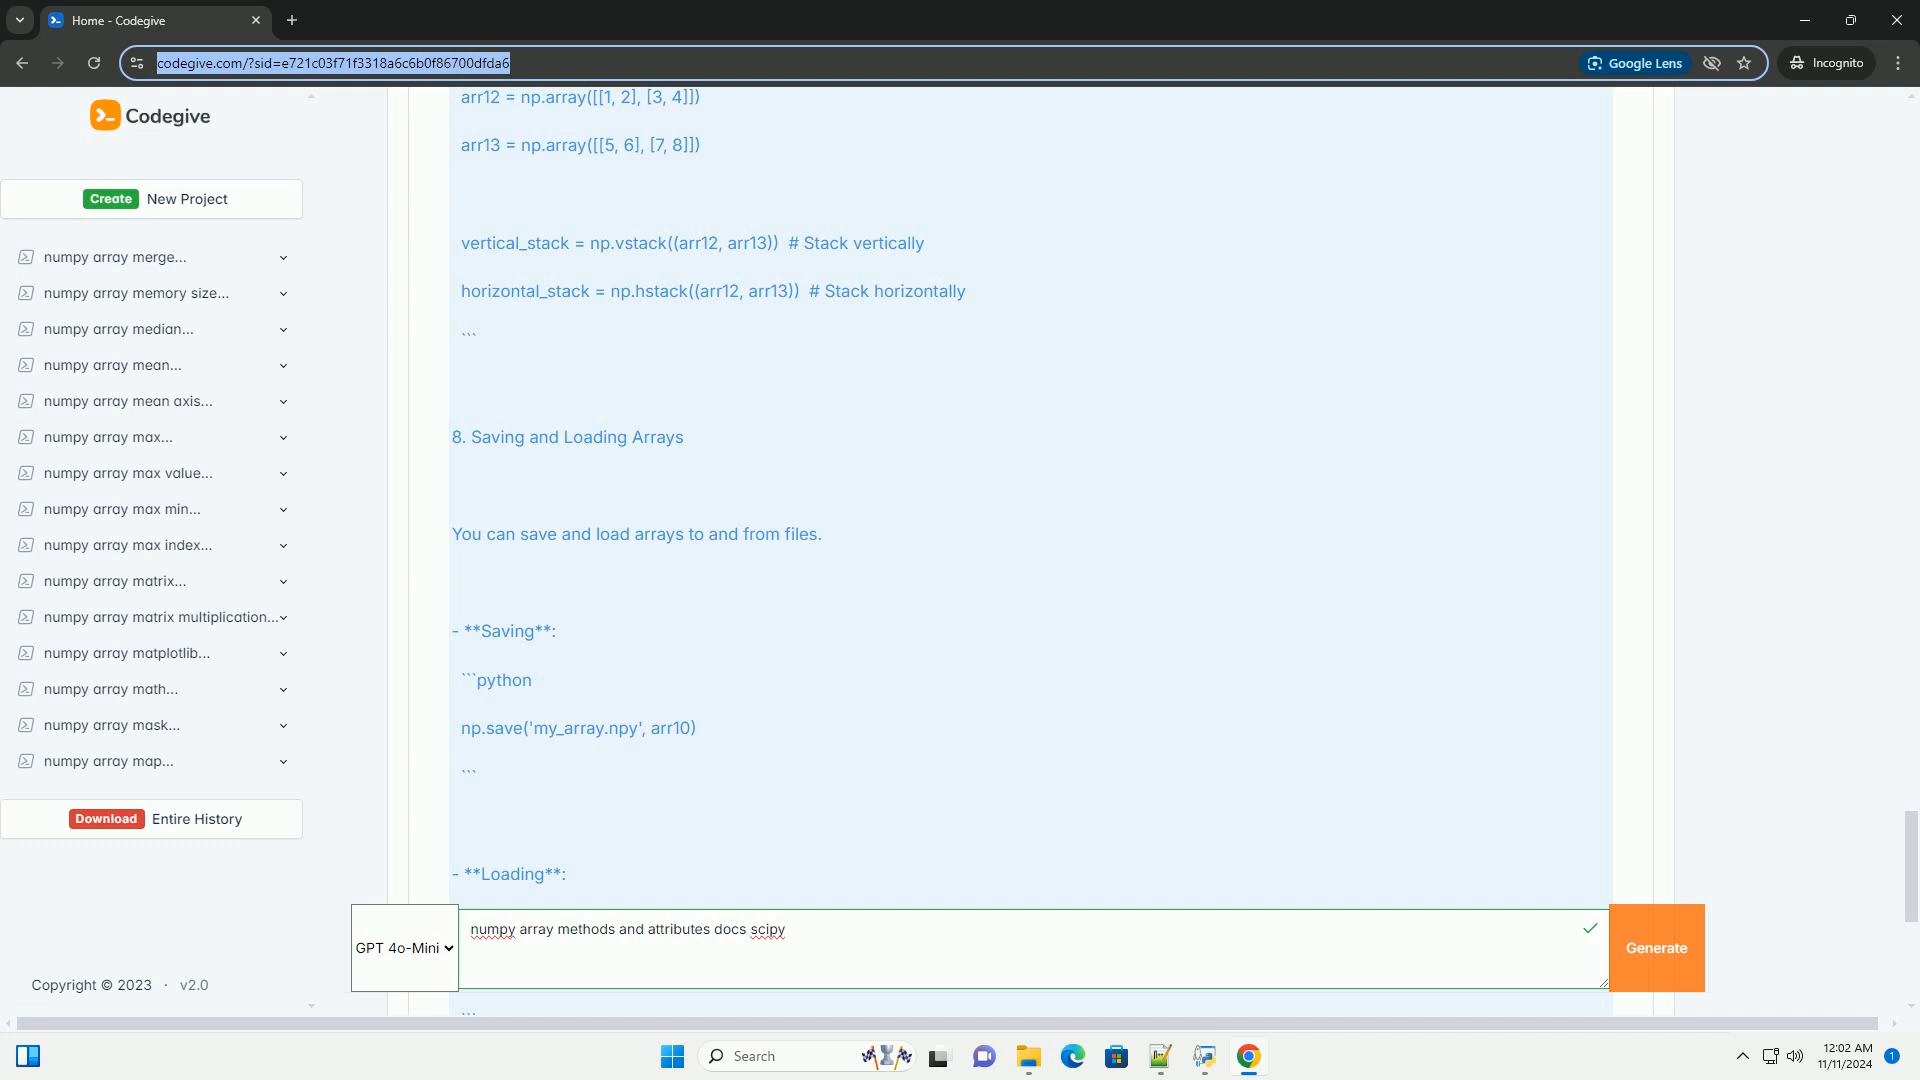 Home - Codegive
codegive.com/?sid=e721c03f71f3318a6c6b0f86700dfda6
Google Lens
Incognito
Codegive
Create New Project
numpy array merge...
numpy array memory size...
numpy array median...
numpy array mean...
numpy array mean axis...
numpy array max...
numpy array max value...
numpy array max min...
numpy array max index...
numpy array matrix...
numpy array matrix multiplication...
numpy array matplotlib...
numpy array math...
numpy array mask...
numpy array map...
Download Entire History
Copyright © 2023 · v2.0
arr12 = np.array([[1, 2], [3, 4]])
arr13 = np.array([[5, 6], [7, 8]])
vertical_stack = np.vstack((arr12, arr13))  # Stack vertically
horizontal_stack = np.hstack((arr12, arr13))  # Stack horizontally
```
8. Saving and Loading Arrays
You can save and load arrays to and from files.
- **Saving**:
```python
np.save('my_array.npy', arr10)
```
- **Loading**:
GPT 4o-Mini
numpy array methods and attributes docs scipy
Generate
```
Search
12:02 AM
11/11/2024
1